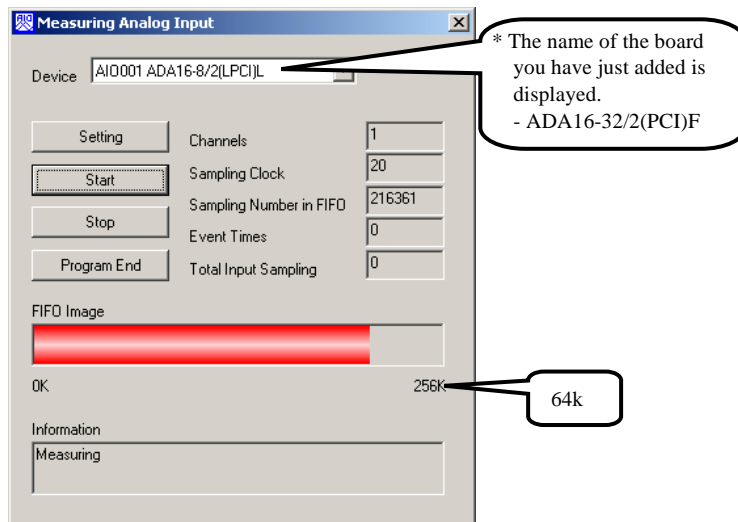 Measuring Analog Input
* The name of the board
you have just added is
displayed.
- ADA16-32/2(PCI)F
Device AIO001 ADA16-8/2(LPCI)L
Setting
Start
Stop
Program End
Channels 1
Sampling Clock 20
Sampling Number in FIFO 216361
Event Times 0
Total Input Sampling 0
FIFO Image
0K 256K
64k
Information
Measuring